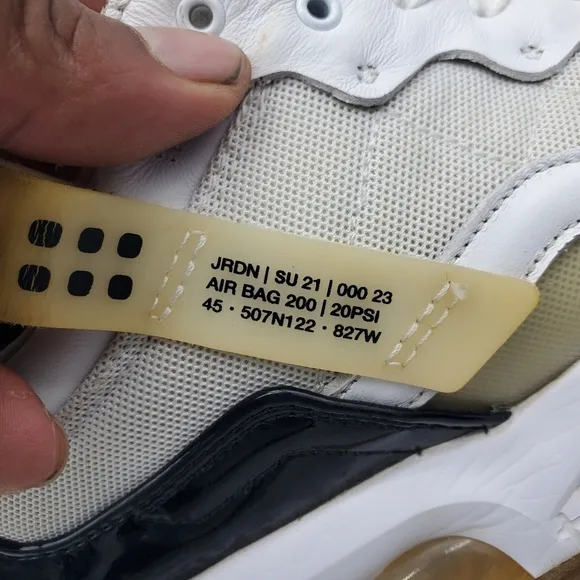 JRDN | SU 21 | 000 23
AIR BAG 200 | 20PSI
45 · 507N122 · 827W